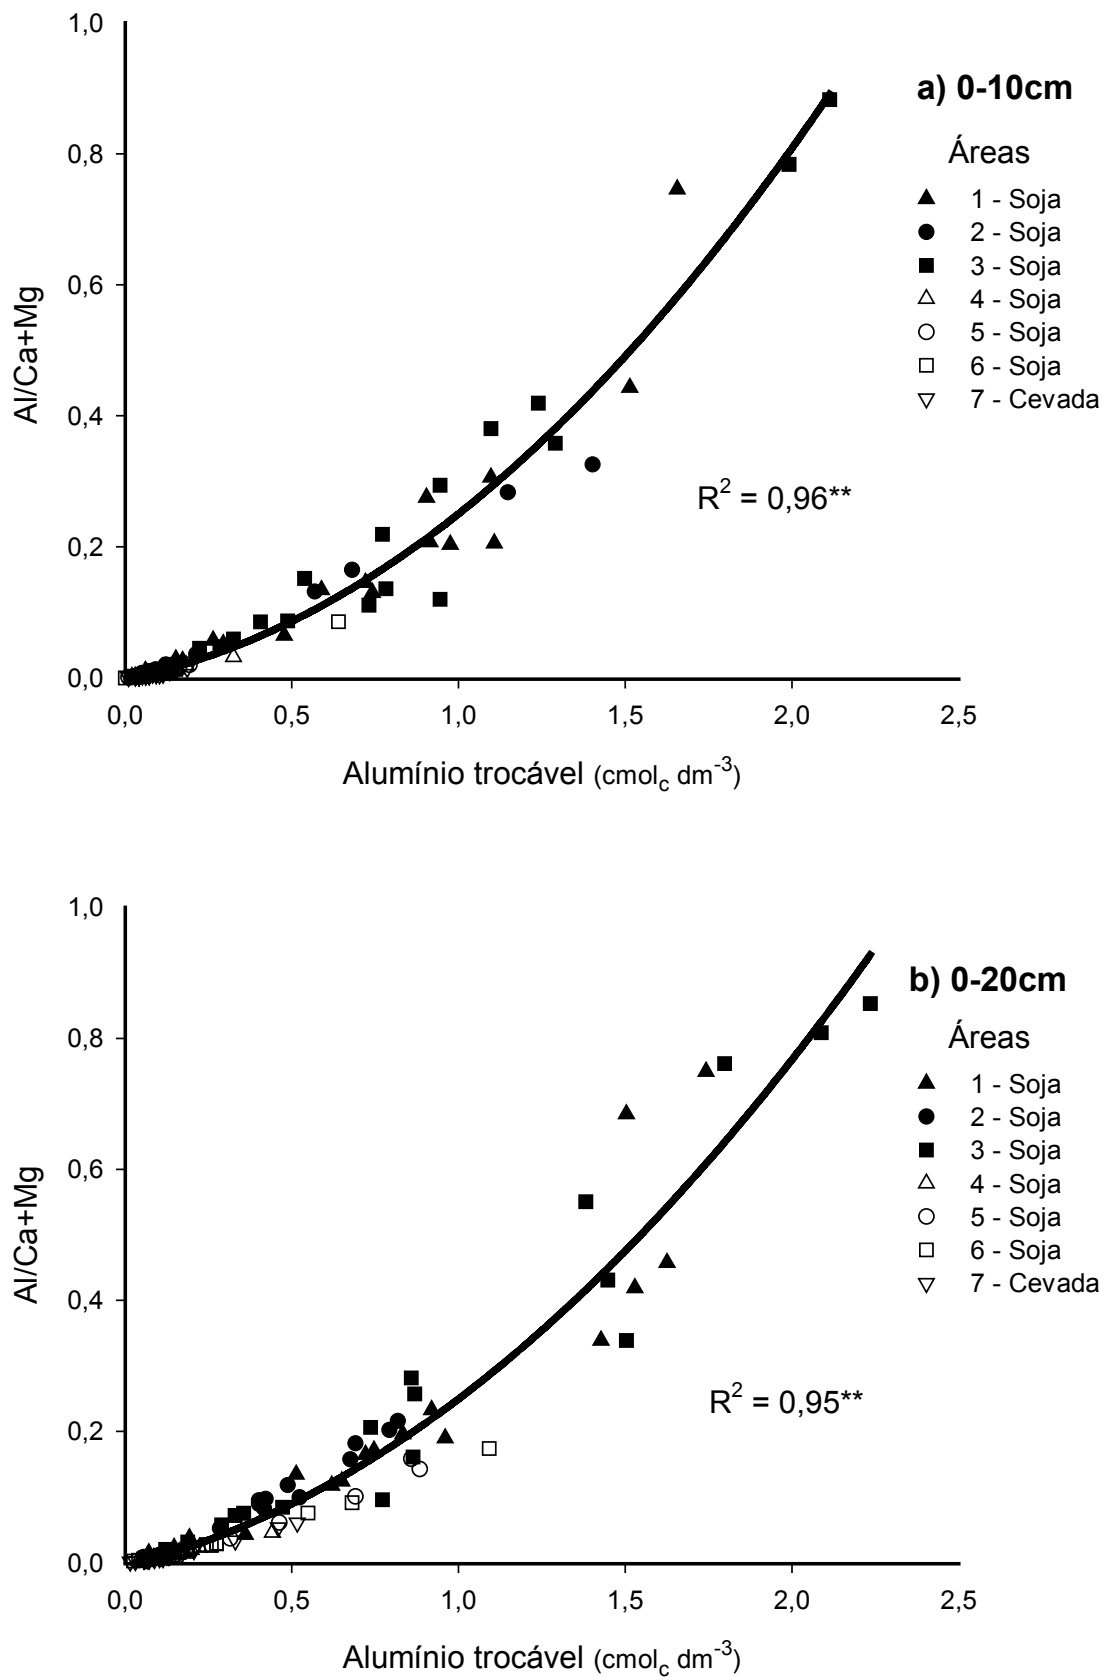 1,0
a) 0-10cm
Áreas
0,8
1 - Soja
2 - Soja
3 - Soja
4 - Soja
5 - Soja
6 - Soja
7 - Cevada
0,6
Al/Ca+Mg
0,4
R² = 0,96**
0,2
0,0
0,0 0,5 1,0 1,5 2,0 2,5
Alumínio trocável (cmol_c dm⁻³)
1,0
b) 0-20cm
Áreas
0,8
1 - Soja
2 - Soja
3 - Soja
4 - Soja
5 - Soja
6 - Soja
7 - Cevada
0,6
Al/Ca+Mg
0,4
R² = 0,95**
0,2
0,0
0,0 0,5 1,0 1,5 2,0 2,5
Alumínio trocável (cmol_c dm⁻³)